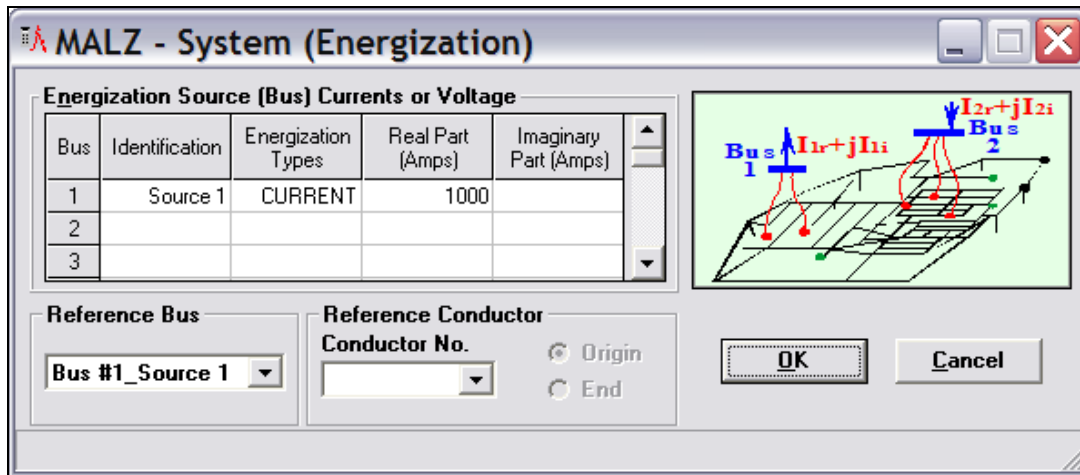 MALZ - System (Energization)
Energization Source (Bus) Currents or Voltage
Bus Identification Energization Types Real Part (Amps) Imaginary Part (Amps)
1 Source 1 CURRENT 1000
2
3
Bus 1 I1r+jI1i
I2r+jI2i
Bus 2
Reference Bus
Bus #1_Source 1
Reference Conductor
Conductor No.
Origin
End
OK
Cancel